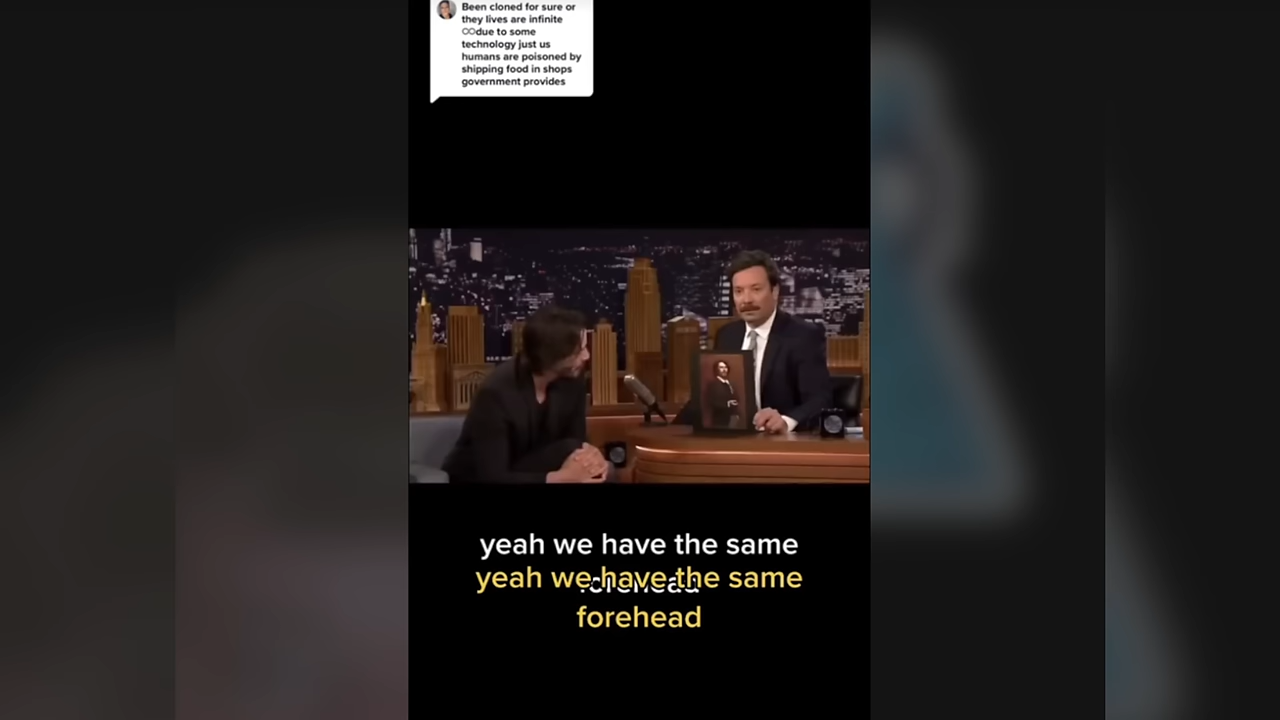 Been cloned for sure or
they lives are infinite
∞due to some
technology just us
humans are poisoned by
shipping food in shops
government provides
yeah we have the same
forehead
yeah we have the same
forehead